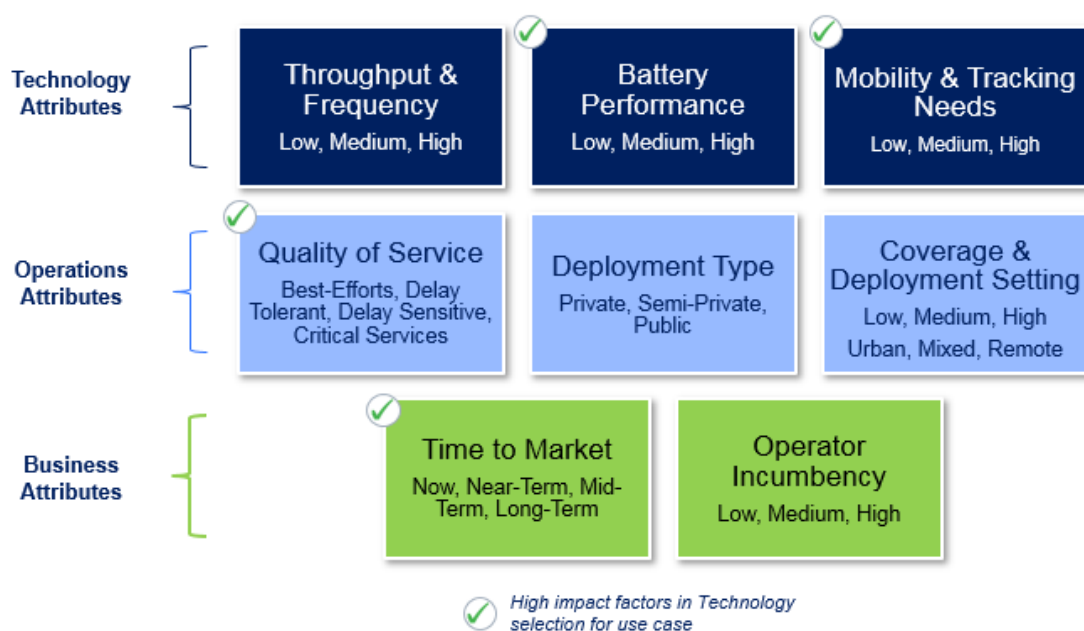 Technology
Attributes
Throughput &
Frequency
Low, Medium, High
Battery
Performance
Low, Medium, High
Mobility & Tracking
Needs
Low, Medium, High
Operations
Attributes
Quality of Service
Best-Efforts, Delay
Tolerant, Delay Sensitive,
Critical Services
Deployment Type
Private, Semi-Private,
Public
Coverage &
Deployment Setting
Low, Medium, High
Urban, Mixed, Remote
Business
Attributes
Time to Market
Now, Near-Term, Mid-
Term, Long-Term
Operator
Incumbency
Low, Medium, High
High impact factors in Technology
selection for use case